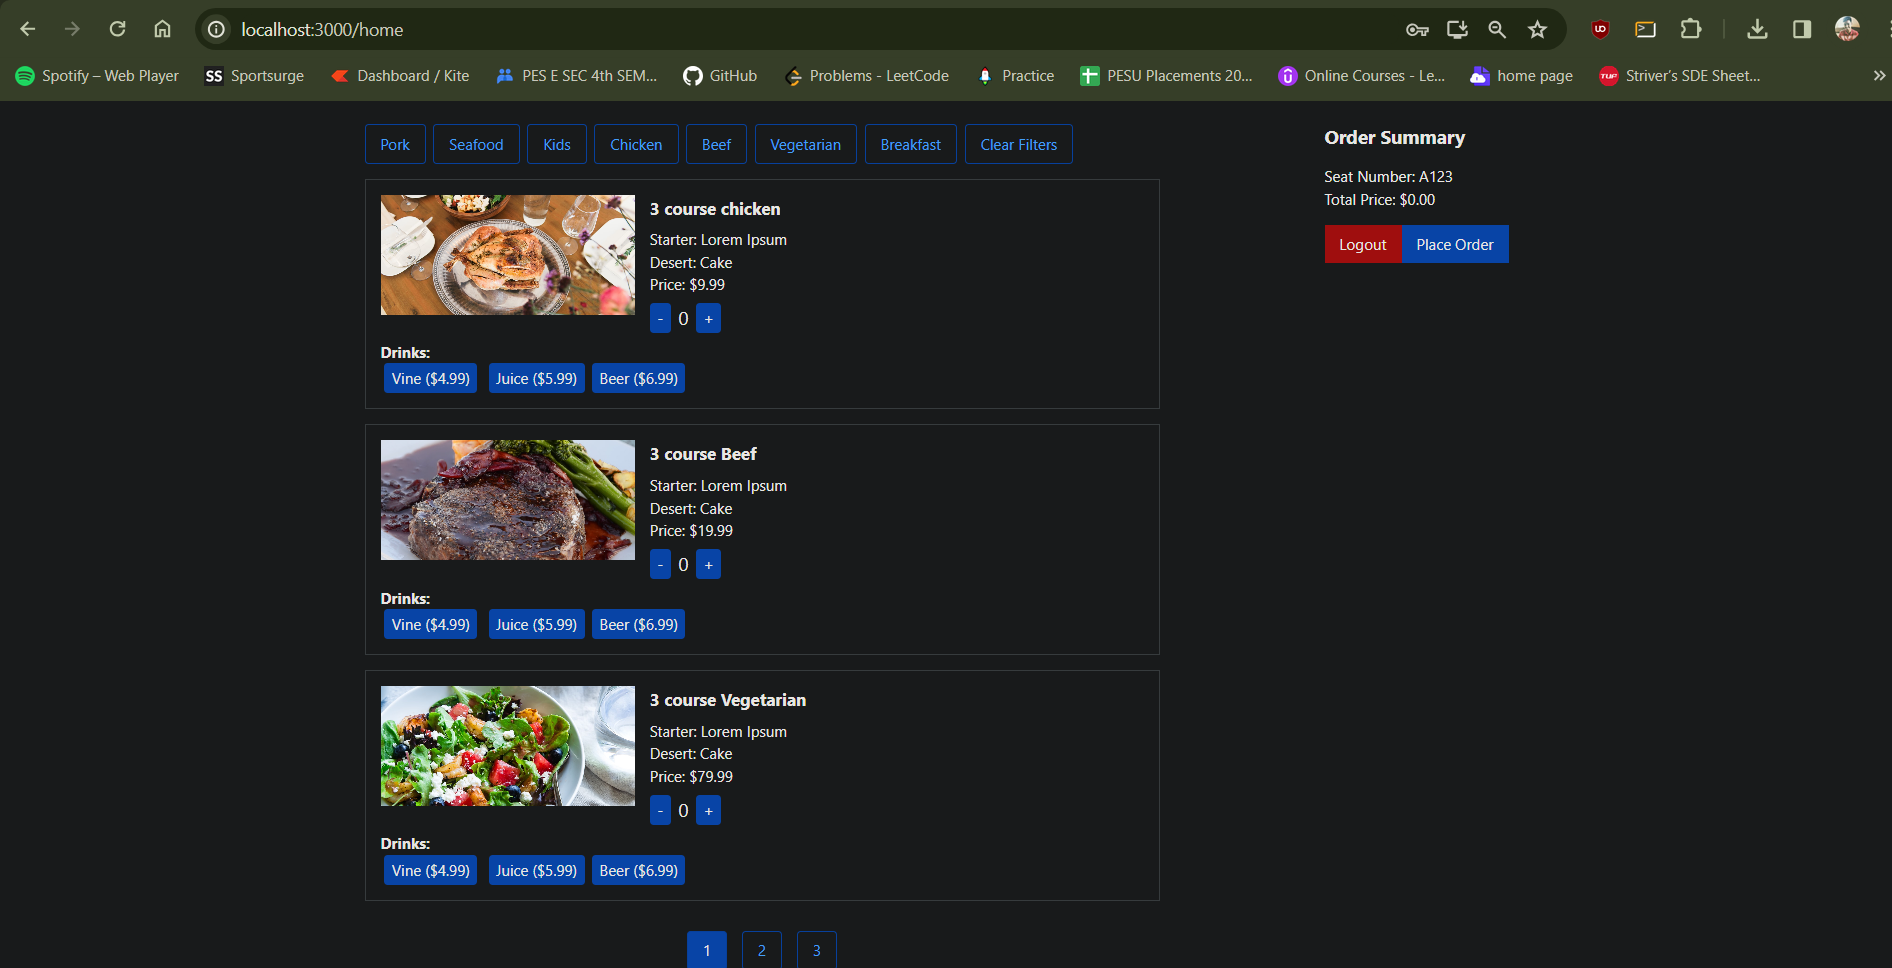 localhost:3000/home
Spotify – Web Player
SS Sportsurge
Dashboard / Kite
PES E SEC 4th SEM...
GitHub
Problems - LeetCode
Practice
PESU Placements 20...
Online Courses - Le...
home page
TUF Striver's SDE Sheet...
Pork Seafood Kids Chicken Beef Vegetarian Breakfast Clear Filters
3 course chicken
Starter: Lorem Ipsum
Desert: Cake
Price: $9.99
- 0 +
Drinks:
Vine ($4.99) Juice ($5.99) Beer ($6.99)
3 course Beef
Starter: Lorem Ipsum
Desert: Cake
Price: $19.99
- 0 +
Drinks:
Vine ($4.99) Juice ($5.99) Beer ($6.99)
3 course Vegetarian
Starter: Lorem Ipsum
Desert: Cake
Price: $79.99
- 0 +
Drinks:
Vine ($4.99) Juice ($5.99) Beer ($6.99)
1 2 3
Order Summary
Seat Number: A123
Total Price: $0.00
Logout Place Order